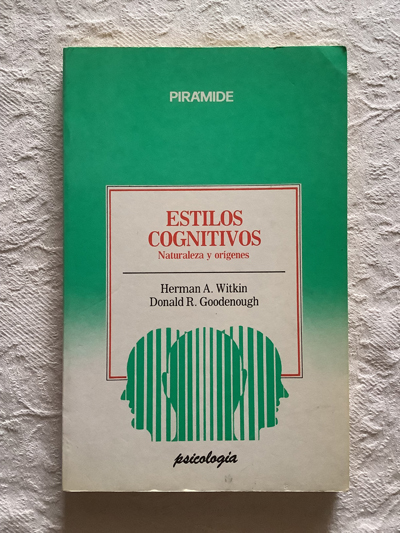 PIRÁMIDE
ESTILOS
COGNITIVOS
Naturaleza y orígenes
Herman A. Witkin
Donald R. Goodenough
psicología